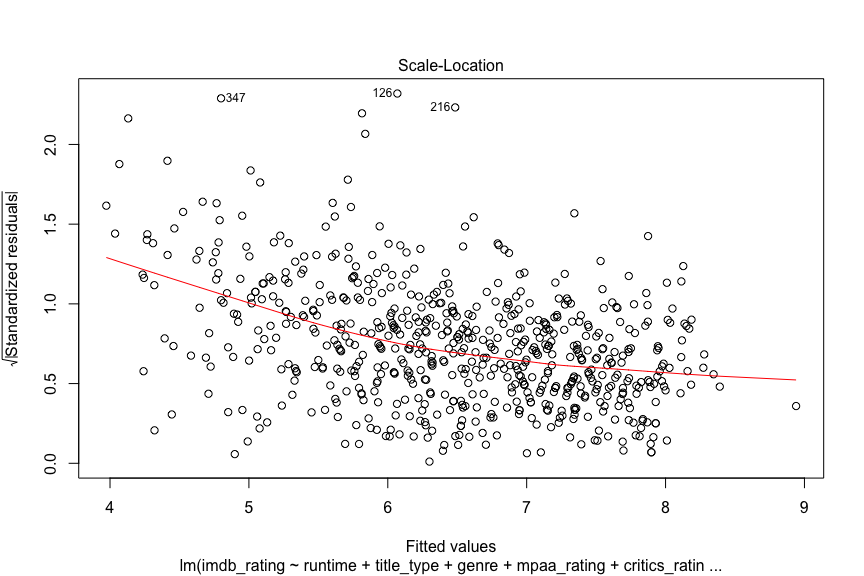 Scale-Location
347
126
216
√|Standardized residuals|
0.0
0.5
1.0
1.5
2.0
4 5 6 7 8 9
Fitted values
lm(imdb_rating ~ runtime + title_type + genre + mpaa_rating + critics_ratin ...